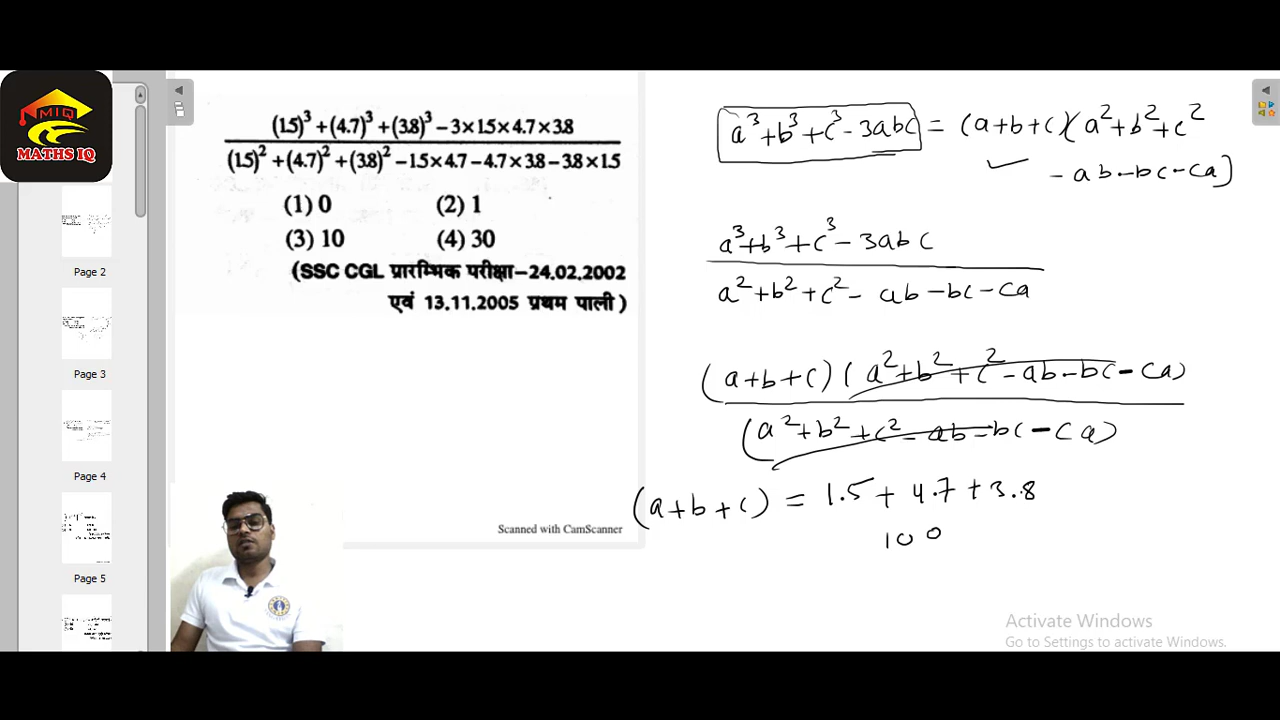 MIQ
MATHS IQ
Page 2
Page 3
Page 4
Page 5
(1.5)³ + (4.7)³ + (3.8)³ − 3 × 1.5 × 4.7 × 3.8
(1.5)² + (4.7)² + (3.8)² − 1.5 × 4.7 − 4.7 × 3.8 − 3.8 × 1.5
(1) 0 (2) 1
(3) 10 (4) 30
(SSC CGL प्रारम्भिक परीक्षा−24.02.2002
एवं 13.11.2005 प्रथम पाली)
Scanned with CamScanner
a³+b³+c³-3abc = (a+b+c)(a²+b²+c²
-ab-bc-ca)
a³+b³+c³-3abc
a²+b²+c²-ab-bc-ca
(a+b+c)(a²+b²+c²-ab-bc-ca)
(a²+b²+c²-ab-bc-ca)
(a+b+c) = 1.5+4.7+3.8
10 0
Activate Windows
Go to Settings to activate Windows.